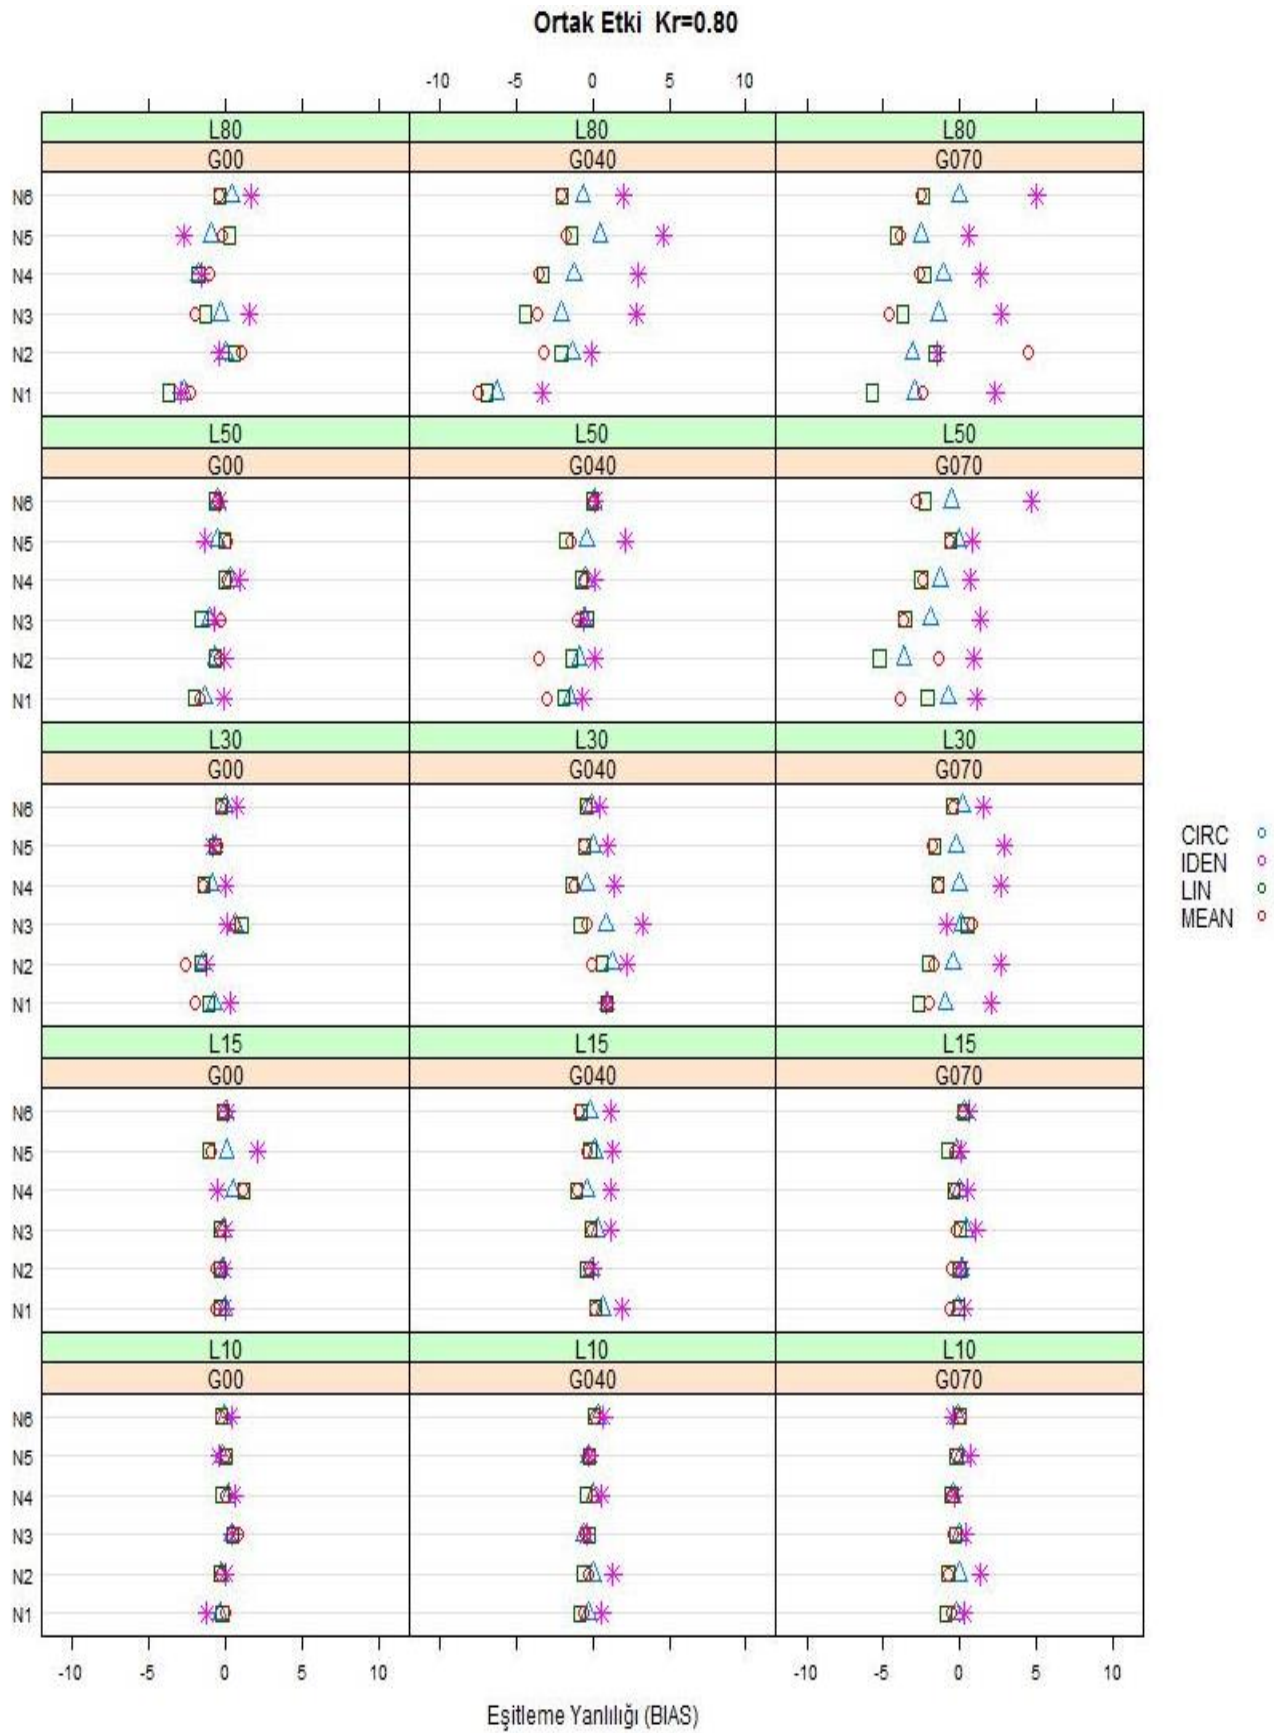 Ortak Etki Kr=0.80
-10 -5 0 5 10
L80 L80 L80
G00 G040 G070
N6
N5
N4
N3
N2
N1
L50 L50 L50
G00 G040 G070
N6
N5
N4
N3
N2
N1
L30 L30 L30
G00 G040 G070
N6
N5
N4
N3
N2
N1
CIRC
IDEN
LIN
MEAN
L15 L15 L15
G00 G040 G070
N6
N5
N4
N3
N2
N1
L10 L10 L10
G00 G040 G070
N6
N5
N4
N3
N2
N1
-10 -5 0 5 10 -10 -5 0 5 10
Eşitleme Yanlılığı (BIAS)